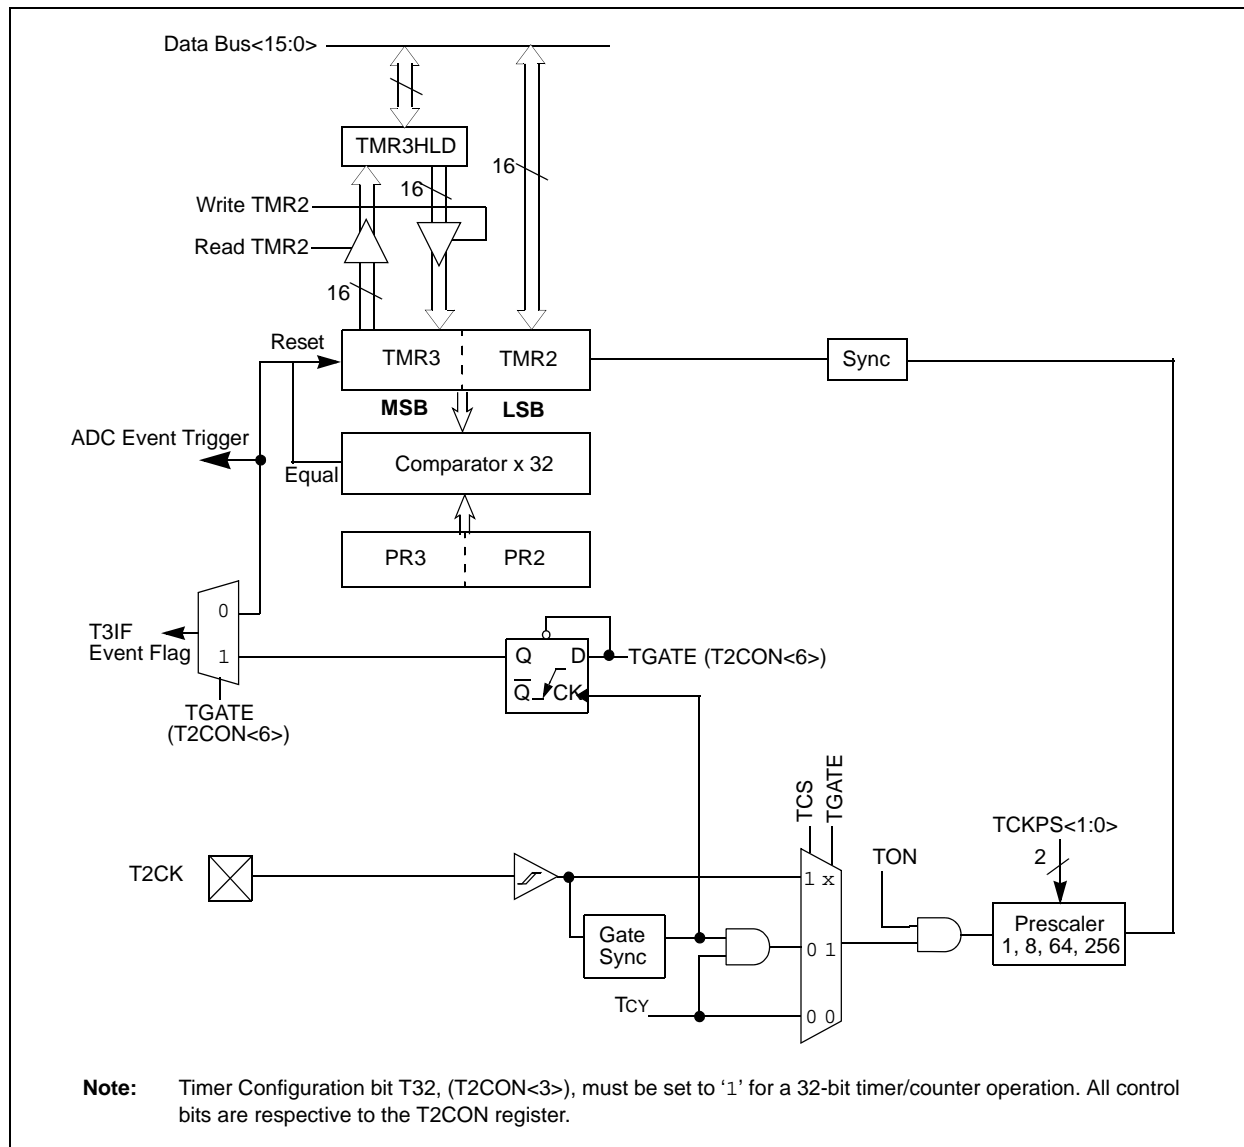 Data Bus<15:0>
TMR3HLD
16
16
Write TMR2
Read TMR2
16
Reset
TMR3
TMR2
Sync
MSB
LSB
ADC Event Trigger
Equal
Comparator x 32
PR3
PR2
0
T3IF
Event Flag
1
Q
D
TGATE (T2CON<6>)
Q
CK
TGATE
(T2CON<6>)
TCS
TGATE
TCKPS<1:0>
2
TON
T2CK
1 x
Gate
Sync
0 1
Prescaler
1, 8, 64, 256
TCY
0 0
Note: Timer Configuration bit T32, (T2CON<3>), must be set to ‘1’ for a 32-bit timer/counter operation. All control
bits are respective to the T2CON register.